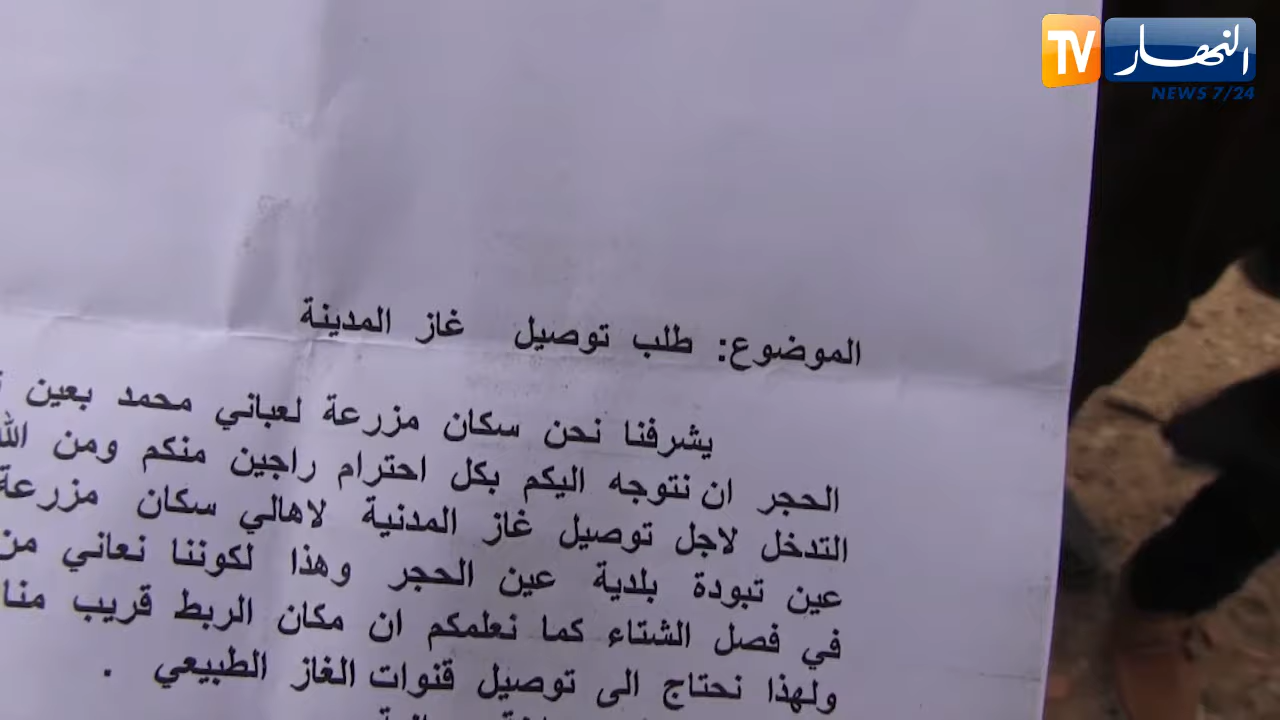 النهار TV
NEWS 7/24
الموضوع: طلب توصيل غاز المدينة
يشرفنا نحن سكان مزرعة لعباني محمد بعين
الحجر ان نتوجه اليكم بكل احترام راجين منكم ومن الله
التدخل لاجل توصيل غاز المدنية لاهالي سكان مزرعة
عين تبودة بلدية عين الحجر وهذا لكوننا نعاني من
في فصل الشتاء كما نعلمكم ان مكان الربط قريب منا
ولهذا نحتاج الى توصيل قنوات الغاز الطبيعي .